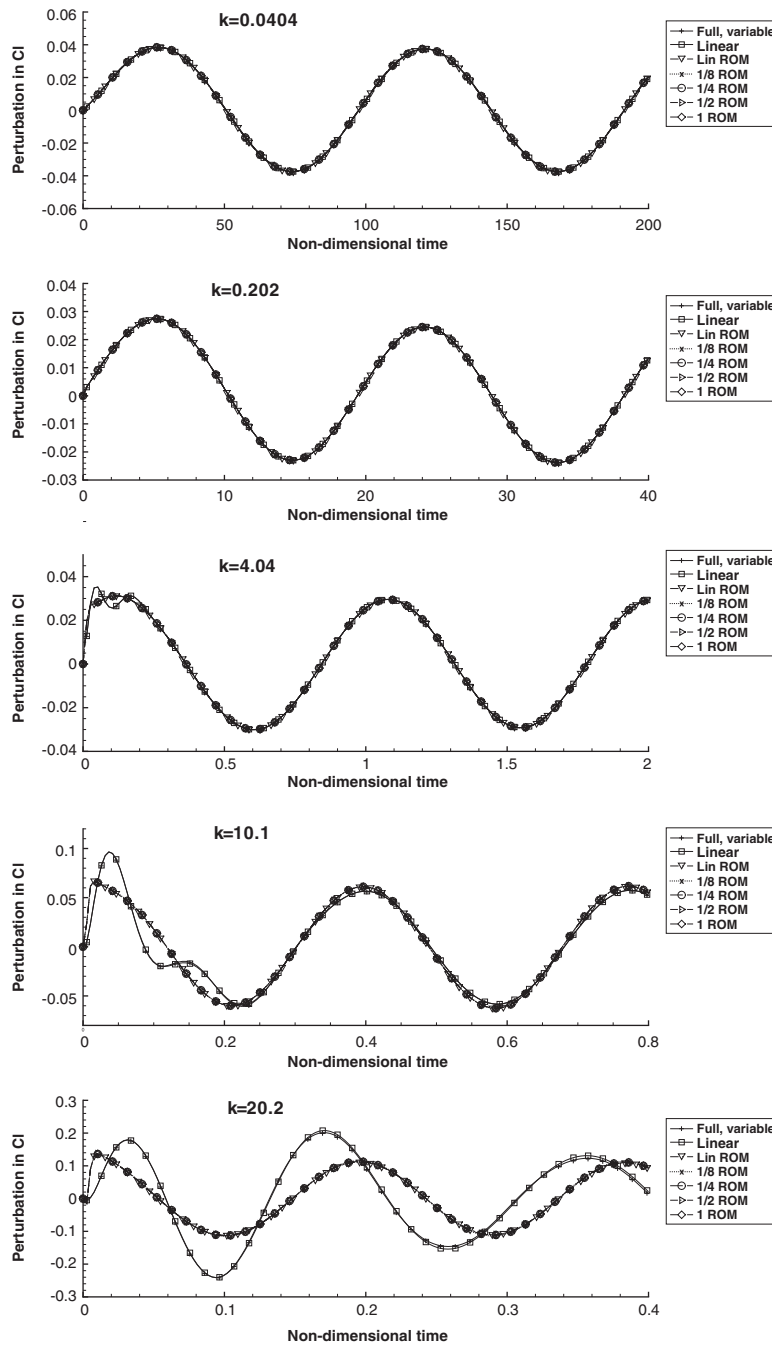 k=0.0404
Perturbation in Cl
0.06
0.04
0.02
0
-0.02
-0.04
-0.06
0
50
100
150
200
Non-dimensional time
Full, variable
Linear
Lin ROM
1/8 ROM
1/4 ROM
1/2 ROM
1 ROM
k=0.202
Perturbation in Cl
0.04
0.03
0.02
0.01
0
-0.01
-0.02
-0.03
0
10
20
30
40
Non-dimensional time
Full, variable
Linear
Lin ROM
1/8 ROM
1/4 ROM
1/2 ROM
1 ROM
k=4.04
Perturbation in Cl
0.04
0.02
0
-0.02
-0.04
0
0.5
1
1.5
2
Non-dimensional time
Full, variable
Linear
Lin ROM
1/8 ROM
1/4 ROM
1/2 ROM
1 ROM
k=10.1
Perturbation in Cl
0.1
0.05
0
-0.05
0
0.2
0.4
0.6
0.8
Non-dimensional time
Full, variable
Linear
Lin ROM
1/8 ROM
1/4 ROM
1/2 ROM
1 ROM
k=20.2
Perturbation in Cl
0.3
0.2
0.1
0
-0.1
-0.2
-0.3
0
0.1
0.2
0.3
0.4
Non-dimensional time
Full, variable
Linear
Lin ROM
1/8 ROM
1/4 ROM
1/2 ROM
1 ROM